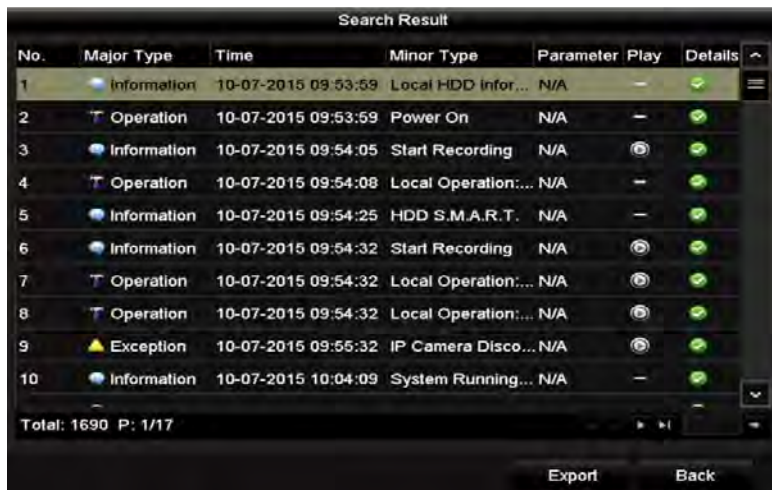 Search Result
No. Major Type Time Minor Type Parameter Play Details
1 Information 10-07-2015 09:53:59 Local HDD Infor... N/A –
2 Operation 10-07-2015 09:53:59 Power On N/A –
3 Information 10-07-2015 09:54:05 Start Recording N/A
4 Operation 10-07-2015 09:54:08 Local Operation:... N/A –
5 Information 10-07-2015 09:54:25 HDD S.M.A.R.T. N/A –
6 Information 10-07-2015 09:54:32 Start Recording N/A
7 Operation 10-07-2015 09:54:32 Local Operation:... N/A
8 Operation 10-07-2015 09:54:32 Local Operation:... N/A
9 Exception 10-07-2015 09:55:32 IP Camera Disco... N/A
10 Information 10-07-2015 10:04:09 System Running... N/A –
Total: 1690 P: 1/17
Export Back